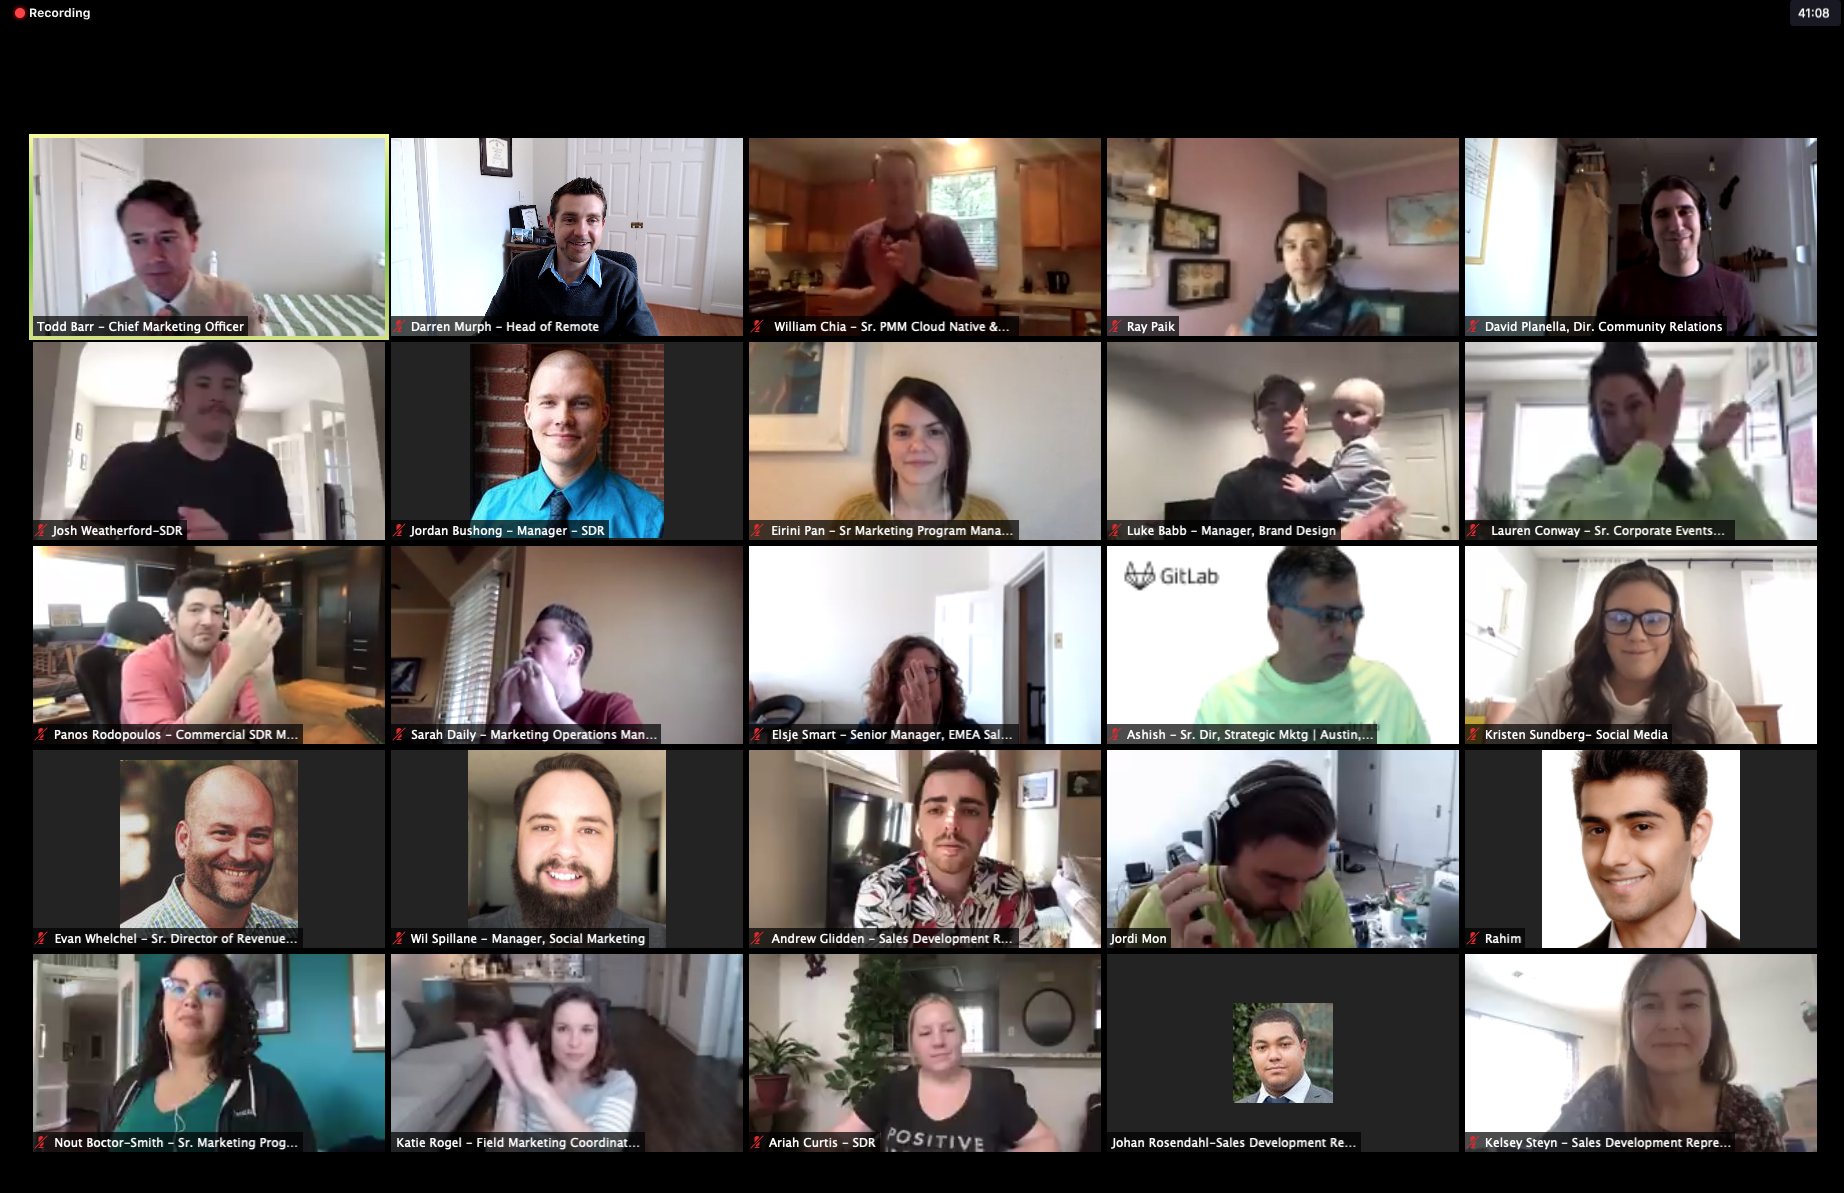 Recording
41:08
Todd Barr - Chief Marketing Officer
Darren Murph - Head of Remote
William Chia - Sr. PMM Cloud Native &...
Ray Paik
David Planella, Dir. Community Relations
Josh Weatherford-SDR
Jordan Bushong - Manager - SDR
Eirini Pan - Sr Marketing Program Mana...
Luke Babb - Manager, Brand Design
Lauren Conway - Sr. Corporate Events...
GitLab
Panos Rodopoulos - Commercial SDR M...
Sarah Daily - Marketing Operations Man...
Elsje Smart - Senior Manager, EMEA Sal...
Ashish - Sr. Dir, Strategic Mktg | Austin,...
Kristen Sundberg- Social Media
Evan Whelchel - Sr. Director of Revenue...
Wil Spillane - Manager, Social Marketing
Andrew Glidden - Sales Development R...
Jordi Mon
Rahim
POSITIVE
Nout Boctor-Smith - Sr. Marketing Prog...
Katie Rogel - Field Marketing Coordinat...
Ariah Curtis - SDR
Johan Rosendahl-Sales Development Re...
Kelsey Steyn - Sales Development Repre...